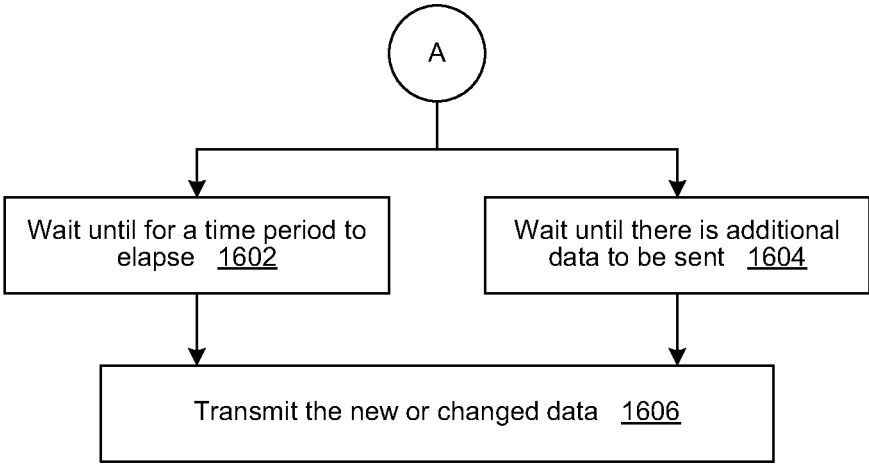 A
Wait until for a time period to
elapse 1602
Wait until there is additional
data to be sent 1604
Transmit the new or changed data 1606